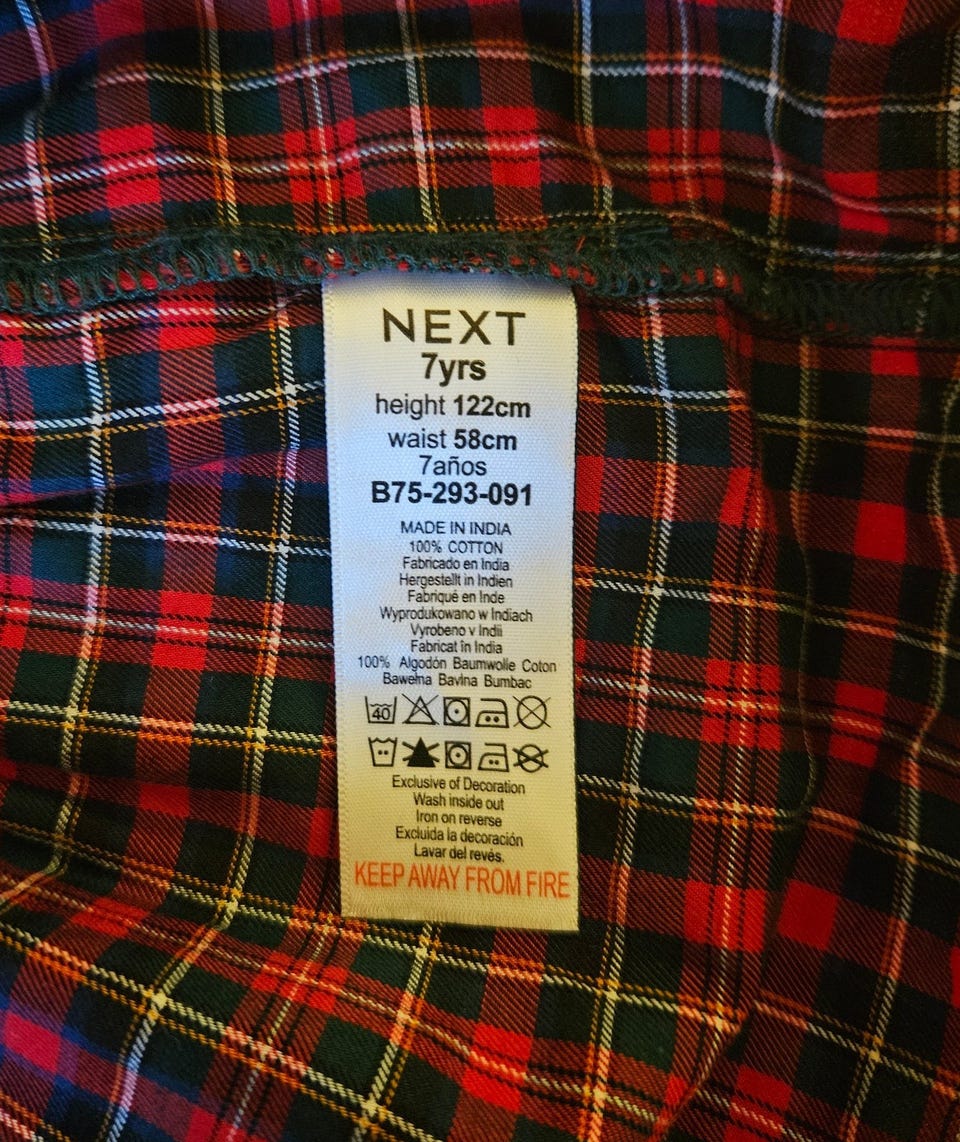 NEXT
7yrs
height 122cm
waist 58cm
7años
B75-293-091
MADE IN INDIA
100% COTTON
Fabricado en India
Hergestellt in Indien
Fabriqué en Inde
Wyprodukowano w Indiach
Vyrobeno v Indii
Fabricat în India
100% Algodón Baumwolle Coton
Bawełna Bavlna Bumbac
40
Exclusive of Decoration
Wash inside out
Iron on reverse
Excluida la decoración
Lavar del revés.
KEEP AWAY FROM FIRE